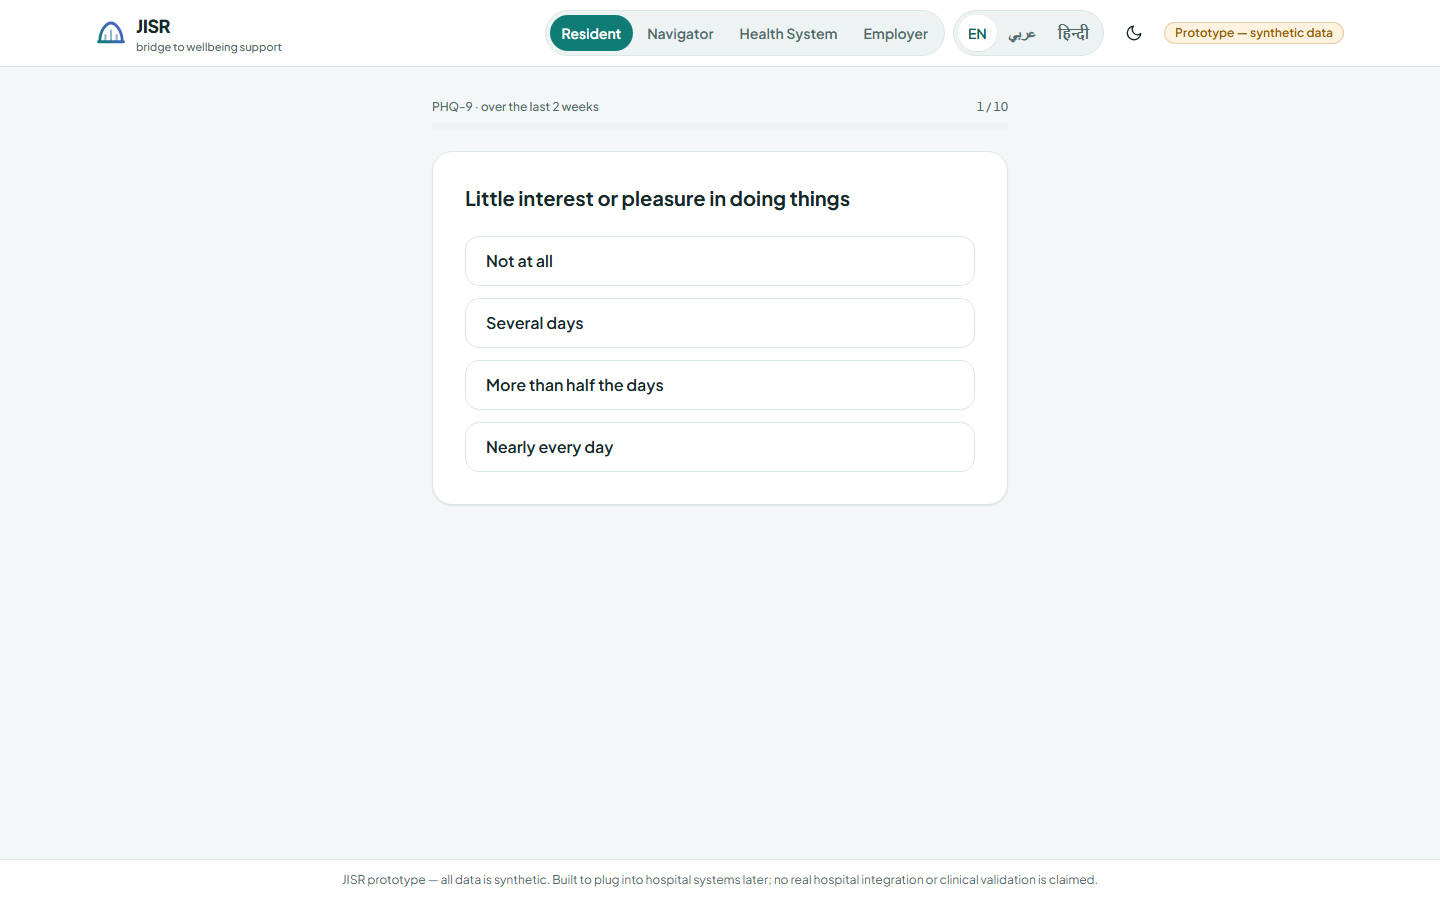 JISR
bridge to wellbeing support
Resident
Navigator
Health System
Employer
EN
عربي
हिन्दी
Prototype — synthetic data
PHQ-9 · over the last 2 weeks
1 / 10
Little interest or pleasure in doing things
Not at all
Several days
More than half the days
Nearly every day
JISR prototype — all data is synthetic. Built to plug into hospital systems later; no real hospital integration or clinical validation is claimed.